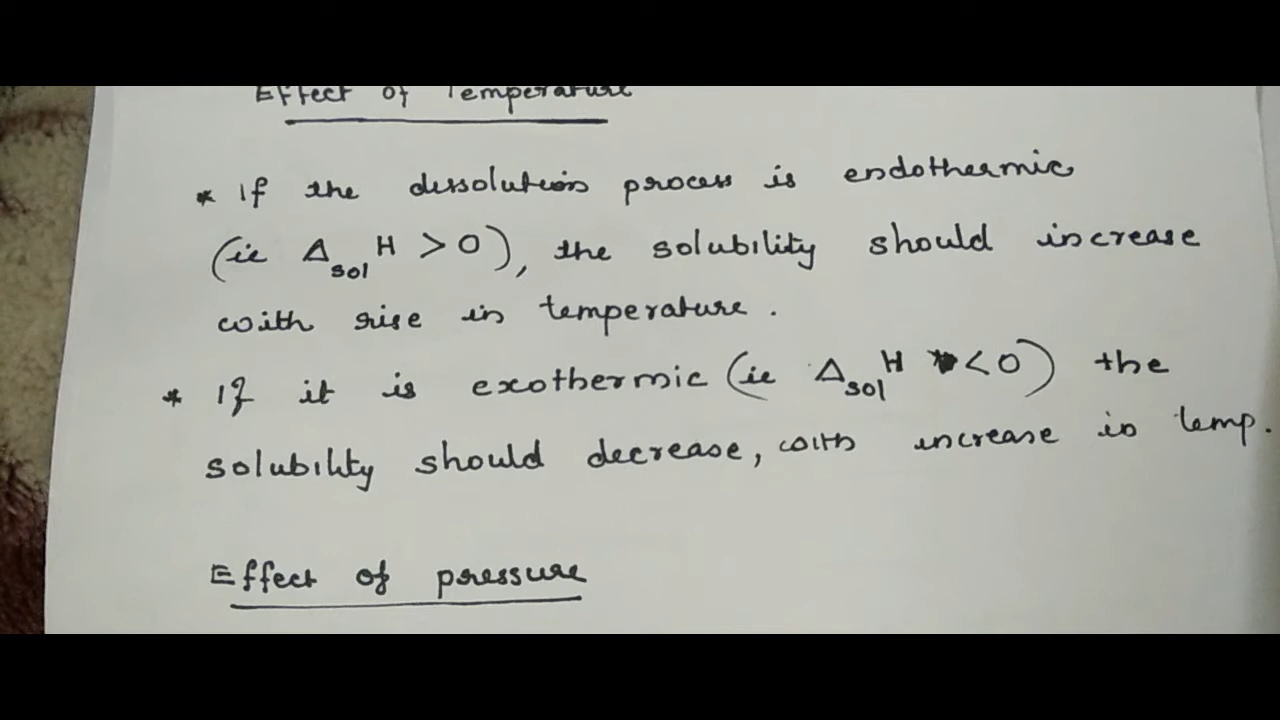 Effect of Temperature
* If the dissolution process is endothermic
(ie Δsol H > 0), the solubility should increase
with rise in temperature.
* If it is exothermic (ie Δsol H < 0) the
solubility should decrease, with increase in temp.
Effect of pressure